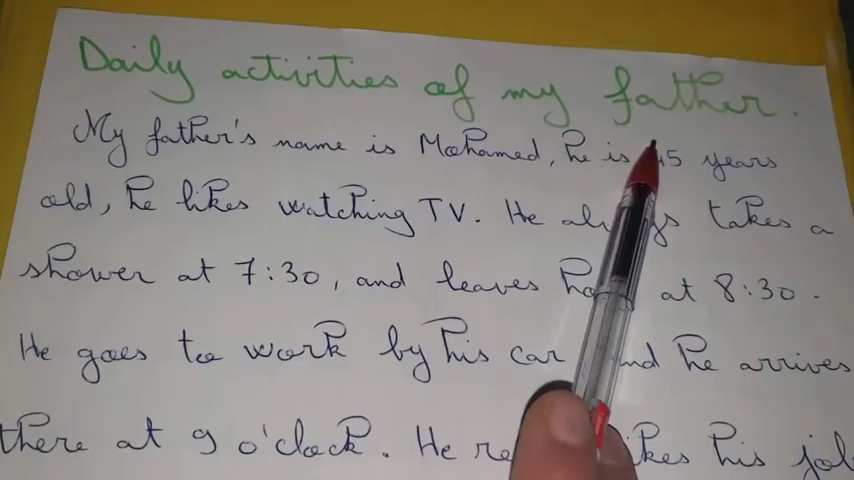 Daily activities of my father.
My father's name is Mohamed, he is 45 years
old, he likes watching TV. He always takes a
shower at 7:30, and leaves at 8:30.
He goes to work by his car and he arrives
there at 9 o'clock. He likes his job